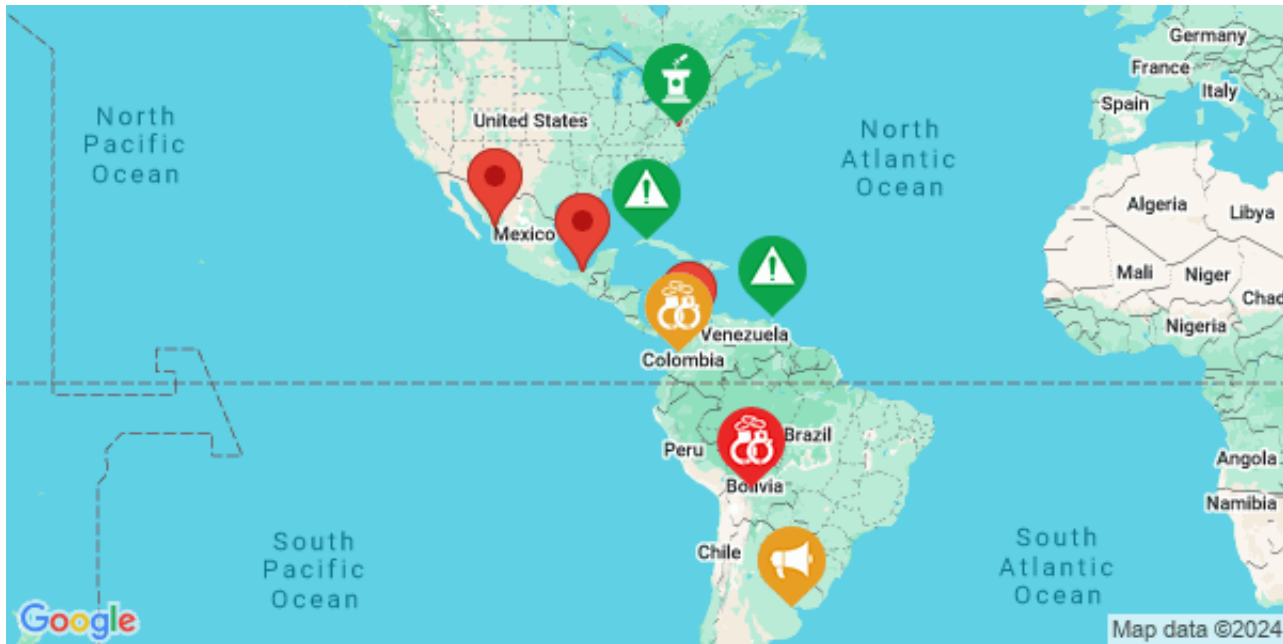 Germany
France
Italy
Spain
United States
North
Pacific
Ocean
North
Atlantic
Ocean
Algeria
Libya
Mexico
Mali
Niger
Chad
Nigeria
Venezuela
Colombia
Peru
Brazil
Bolivia
Angola
Namibia
Chile
South
Pacific
Ocean
South
Atlantic
Ocean
Google
Map data ©2024